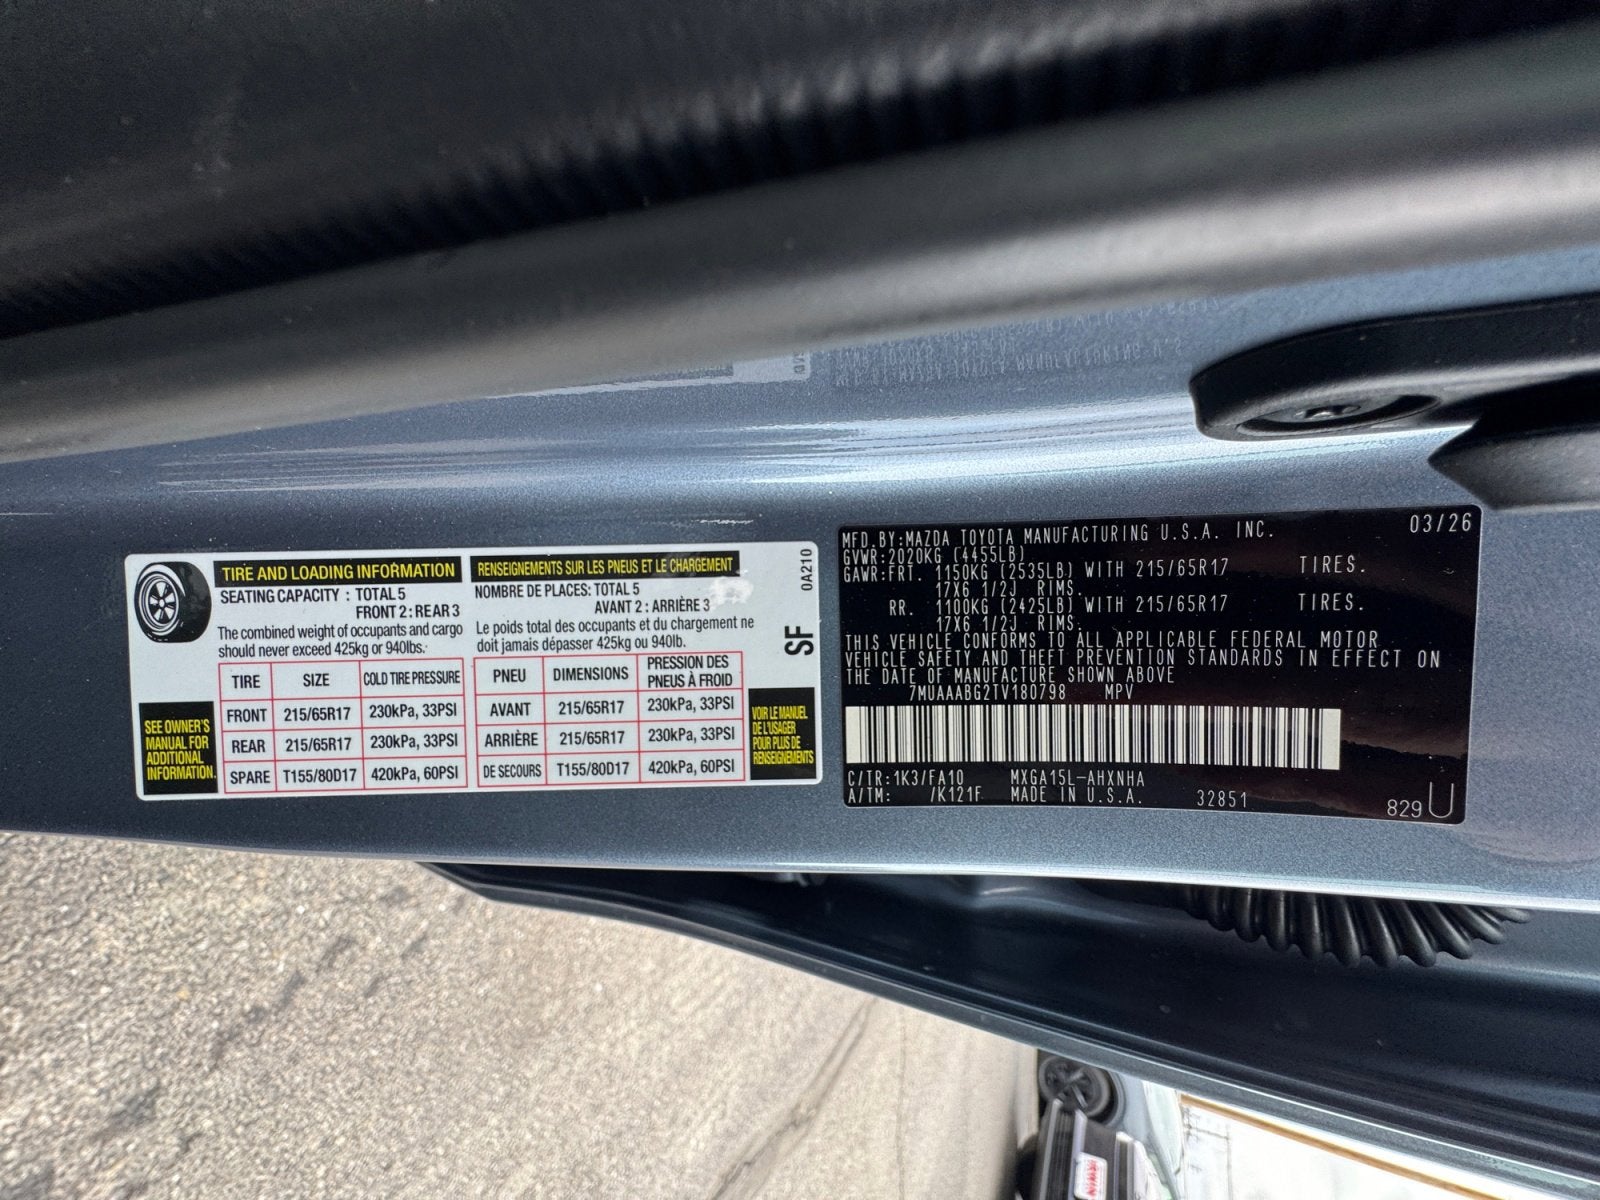 TIRE AND LOADING INFORMATION
SEATING CAPACITY : TOTAL 5
FRONT 2 : REAR 3
The combined weight of occupants and cargo
should never exceed 425kg or 940lbs.
TIRE SIZE COLD TIRE PRESSURE
FRONT 215/65R17 230kPa, 33PSI
REAR 215/65R17 230kPa, 33PSI
SPARE T155/80D17 420kPa, 60PSI
SEE OWNER'S
MANUAL FOR
ADDITIONAL
INFORMATION.
RENSEIGNEMENTS SUR LES PNEUS ET LE CHARGEMENT
NOMBRE DE PLACES: TOTAL 5
AVANT 2 : ARRIÈRE 3
Le poids total des occupants et du chargement ne
doit jamais dépasser 425kg ou 940lb.
PNEU DIMENSIONS PRESSION DES
PNEUS À FROID
AVANT 215/65R17 230kPa, 33PSI
ARRIÈRE 215/65R17 230kPa, 33PSI
DE SECOURS T155/80D17 420kPa, 60PSI
VOIR LE MANUEL
DE L'USAGER
POUR PLUS DE
RENSEIGNEMENTS
0A210
SF
MFD.BY:MAZDA TOYOTA MANUFACTURING U.S.A. INC. 03/26
GVWR:2020KG (4455LB)
GAWR:FRT. 1150KG (2535LB) WITH 215/65R17 TIRES.
17X6 1/2J RIMS.
RR. 1100KG (2425LB) WITH 215/65R17 TIRES.
17X6 1/2J RIMS.
THIS VEHICLE CONFORMS TO ALL APPLICABLE FEDERAL MOTOR
VEHICLE SAFETY AND THEFT PREVENTION STANDARDS IN EFFECT ON
THE DATE OF MANUFACTURE SHOWN ABOVE
7MUAAABG2TV180798 MPV
C/TR:1K3/FA10 MXGA15L-AHXNHA
A/TM: /K121F MADE IN U.S.A. 32851
829 U